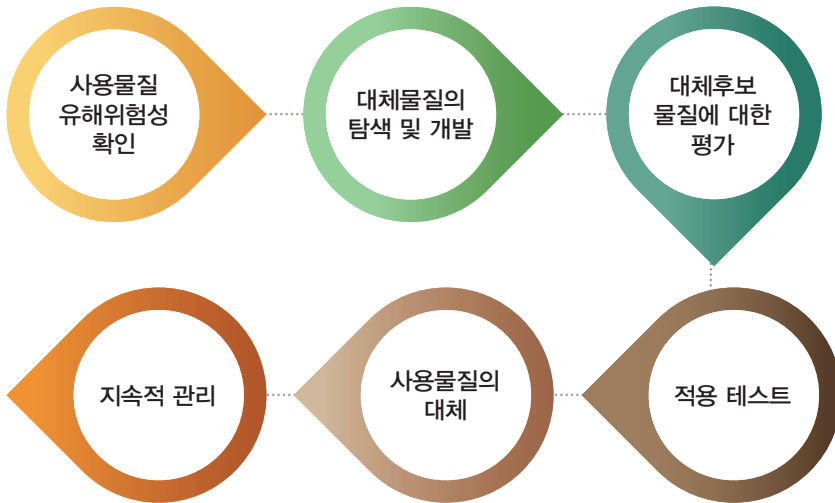 사용물질
유해위험성
확인
대체물질의
탐색 및 개발
대체후보
물질에 대한
평가
적용 테스트
사용물질의
대체
지속적 관리